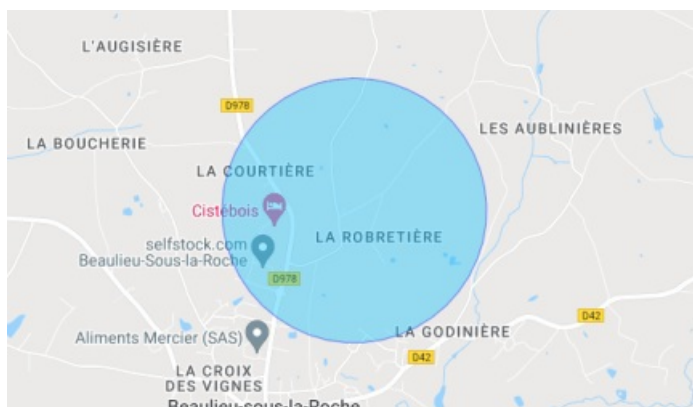 L'AUGISIÈRE
D978
LA BOUCHERIE
LES AUBLINIÈRES
LA COURTIÈRE
Cistébois
LA ROBRETIÈRE
selfstock.com
Beaulieu-Sous-la-Roche
D978
D42
Aliments Mercier (SAS)
LA GODINIÈRE
D42
LA CROIX
DES VIGNES
Beaulieu-sous-la-Roche